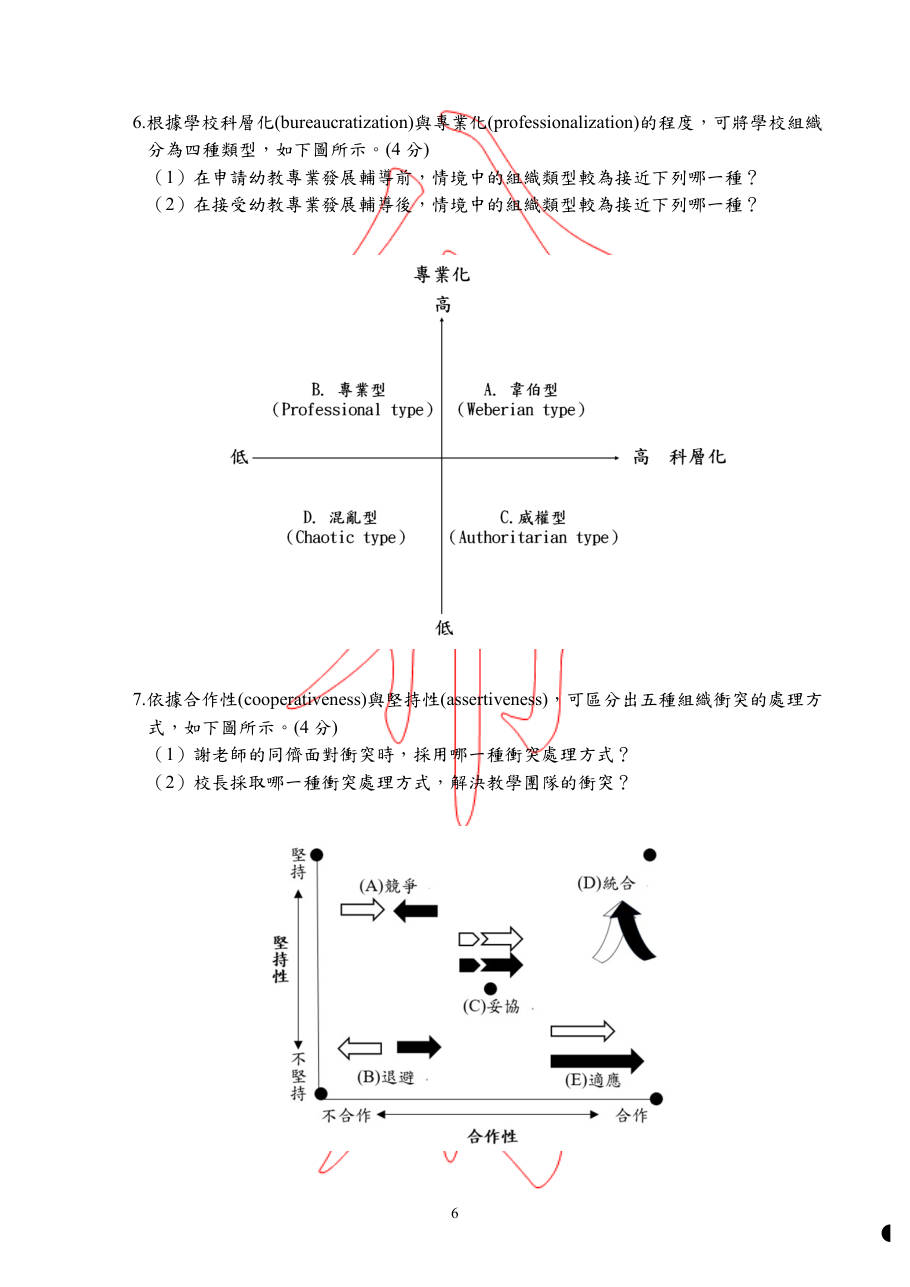 6.根據學校科層化(bureaucratization)與專業化(professionalization)的程度，可將學校組織
分為四種類型，如下圖所示。(4 分)
（1）在申請幼教專業發展輔導前，情境中的組織類型較為接近下列哪一種？
（2）在接受幼教專業發展輔導後，情境中的組織類型較為接近下列哪一種？
專業化
高
B. 專業型 A. 韋伯型
（Professional type） （Weberian type）
低 高 科層化
D. 混亂型 C.威權型
（Chaotic type） （Authoritarian type）
低
7.依據合作性(cooperativeness)與堅持性(assertiveness)，可區分出五種組織衝突的處理方
式，如下圖所示。(4 分)
（1）謝老師的同儕面對衝突時，採用哪一種衝突處理方式？
（2）校長採取哪一種衝突處理方式，解決教學團隊的衝突？
堅持
(A)競爭
(D)統合
堅持性
(C)妥協
不堅持
(B)退避
(E)適應
不合作 合作
合作性
6